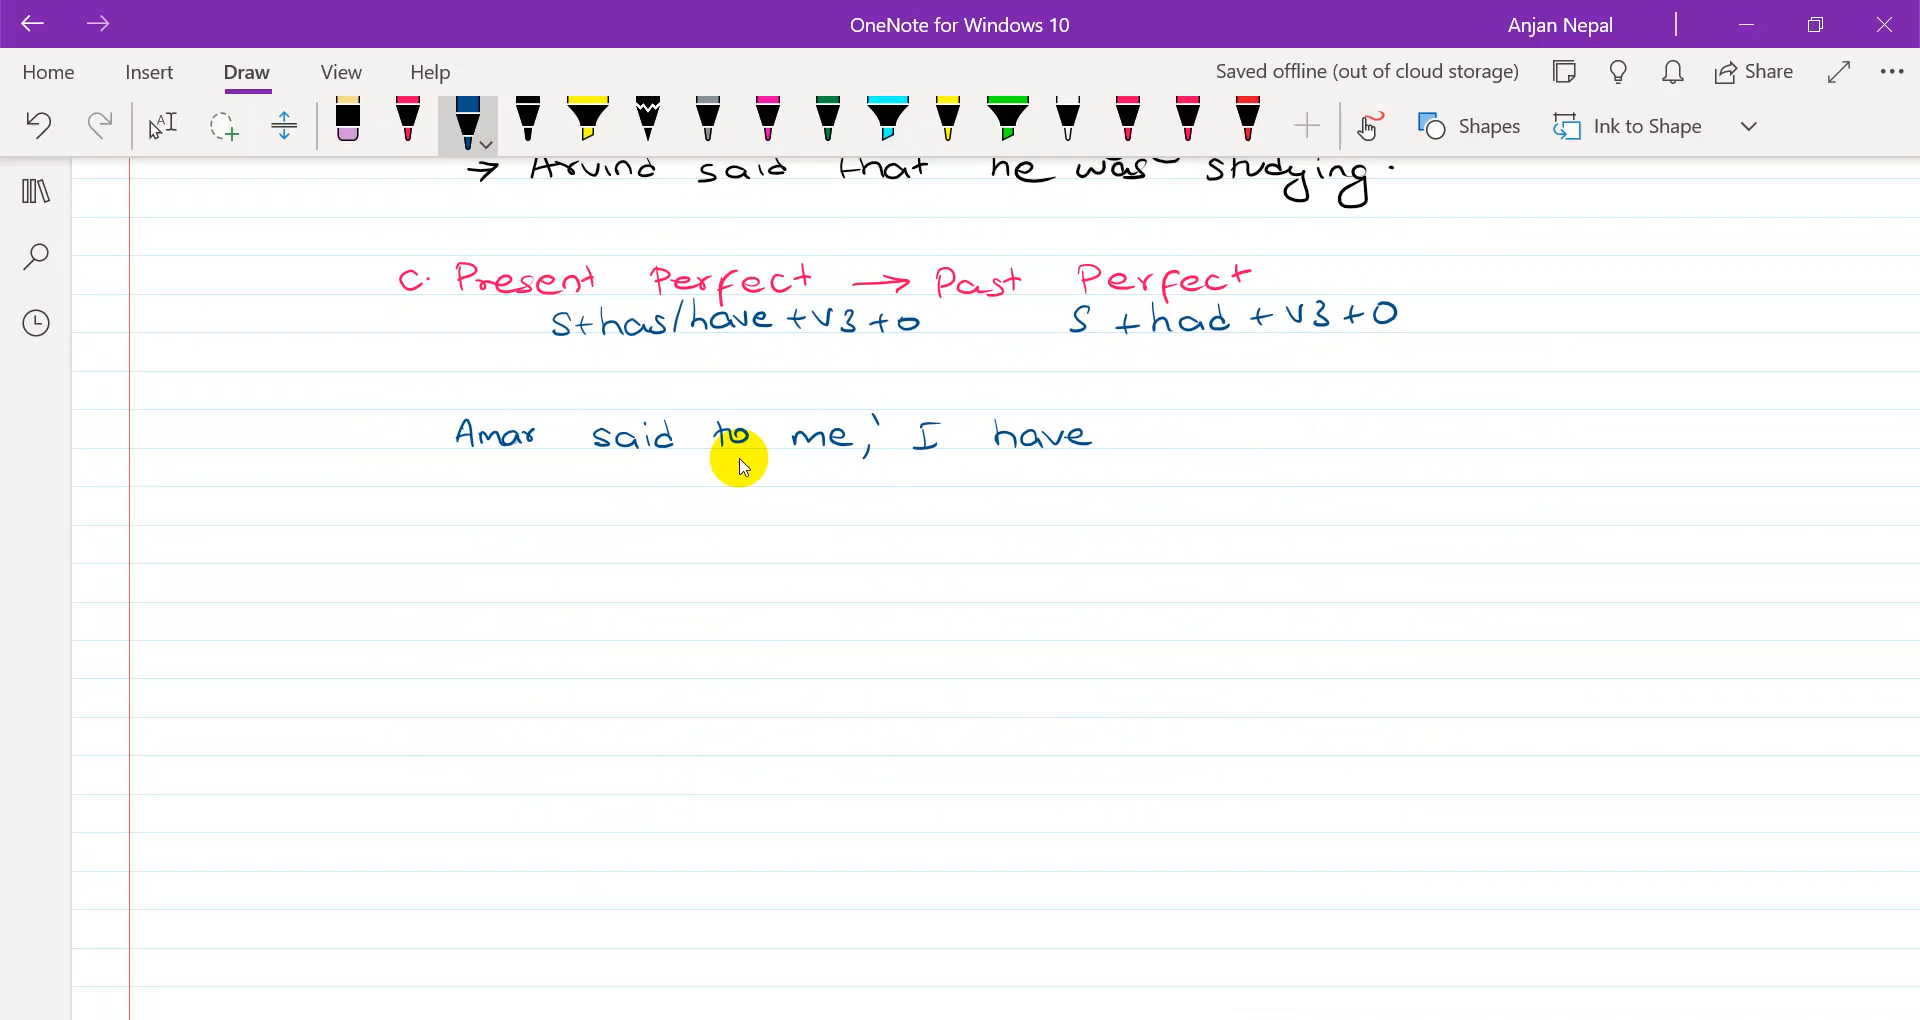 OneNote for Windows 10
Anjan Nepal
Home Insert Draw View Help
Saved offline (out of cloud storage)
Share
Shapes
Ink to Shape
→ Arvind said that he was studying.
C. Present Perfect → Past Perfect
S+has/have +V3+O S +had +V3+O
Amar said to me,' I have